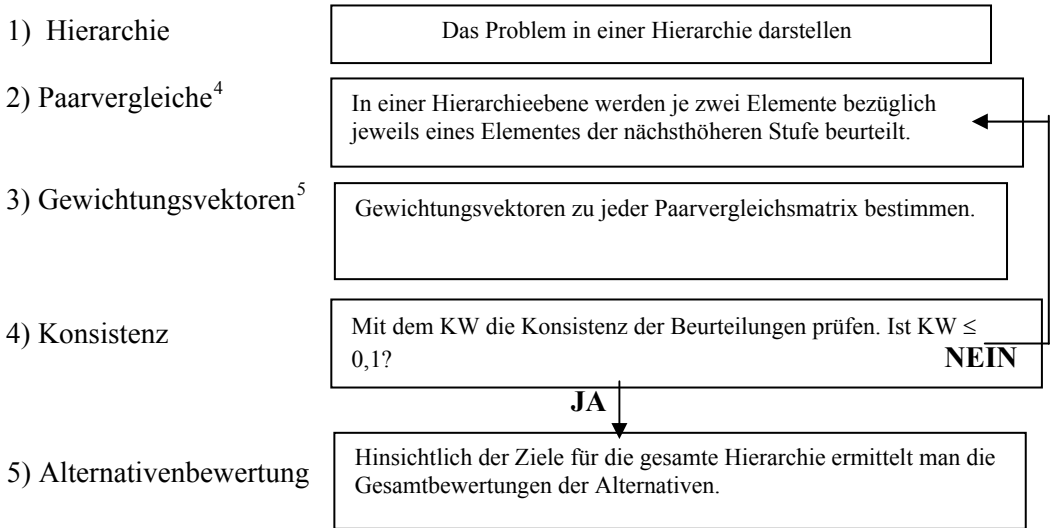 1) Hierarchie
Das Problem in einer Hierarchie darstellen
2) Paarvergleiche⁴
In einer Hierarchieebene werden je zwei Elemente bezüglich
jeweils eines Elementes der nächsthöheren Stufe beurteilt.
3) Gewichtungsvektoren⁵
Gewichtungsvektoren zu jeder Paarvergleichsmatrix bestimmen.
4) Konsistenz
Mit dem KW die Konsistenz der Beurteilungen prüfen. Ist KW ≤
0,1? NEIN
JA
5) Alternativenbewertung
Hinsichtlich der Ziele für die gesamte Hierarchie ermittelt man die
Gesamtbewertungen der Alternativen.